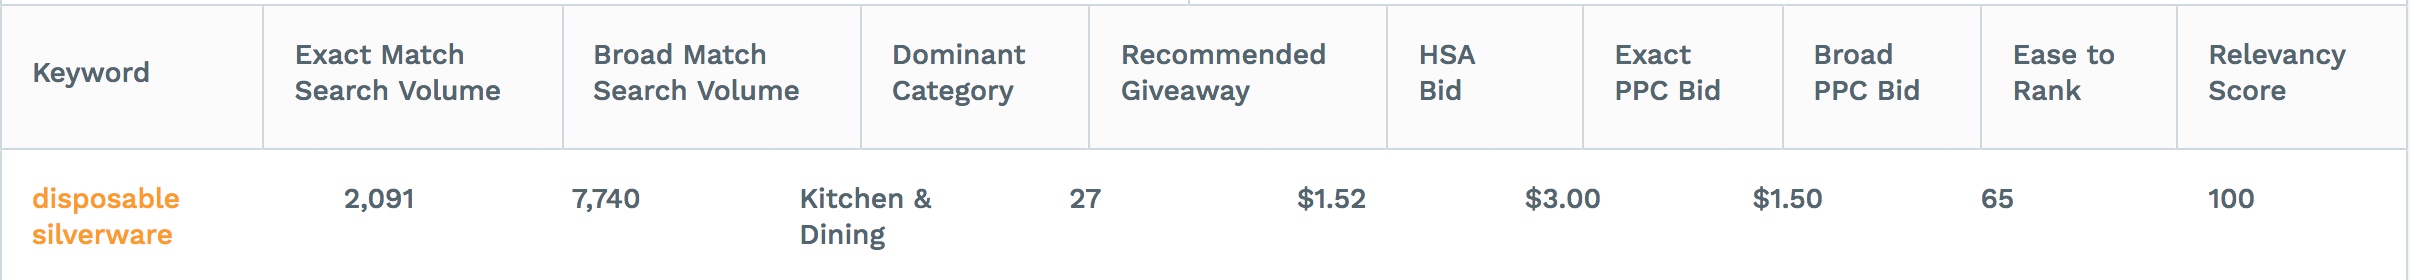 Keyword
Exact Match
Search Volume
Broad Match
Search Volume
Dominant
Category
Recommended
Giveaway
HSA
Bid
Exact
PPC Bid
Broad
PPC Bid
Ease to
Rank
Relevancy
Score
disposable
silverware
2,091
7,740
Kitchen &
Dining
27
$1.52
$3.00
$1.50
65
100